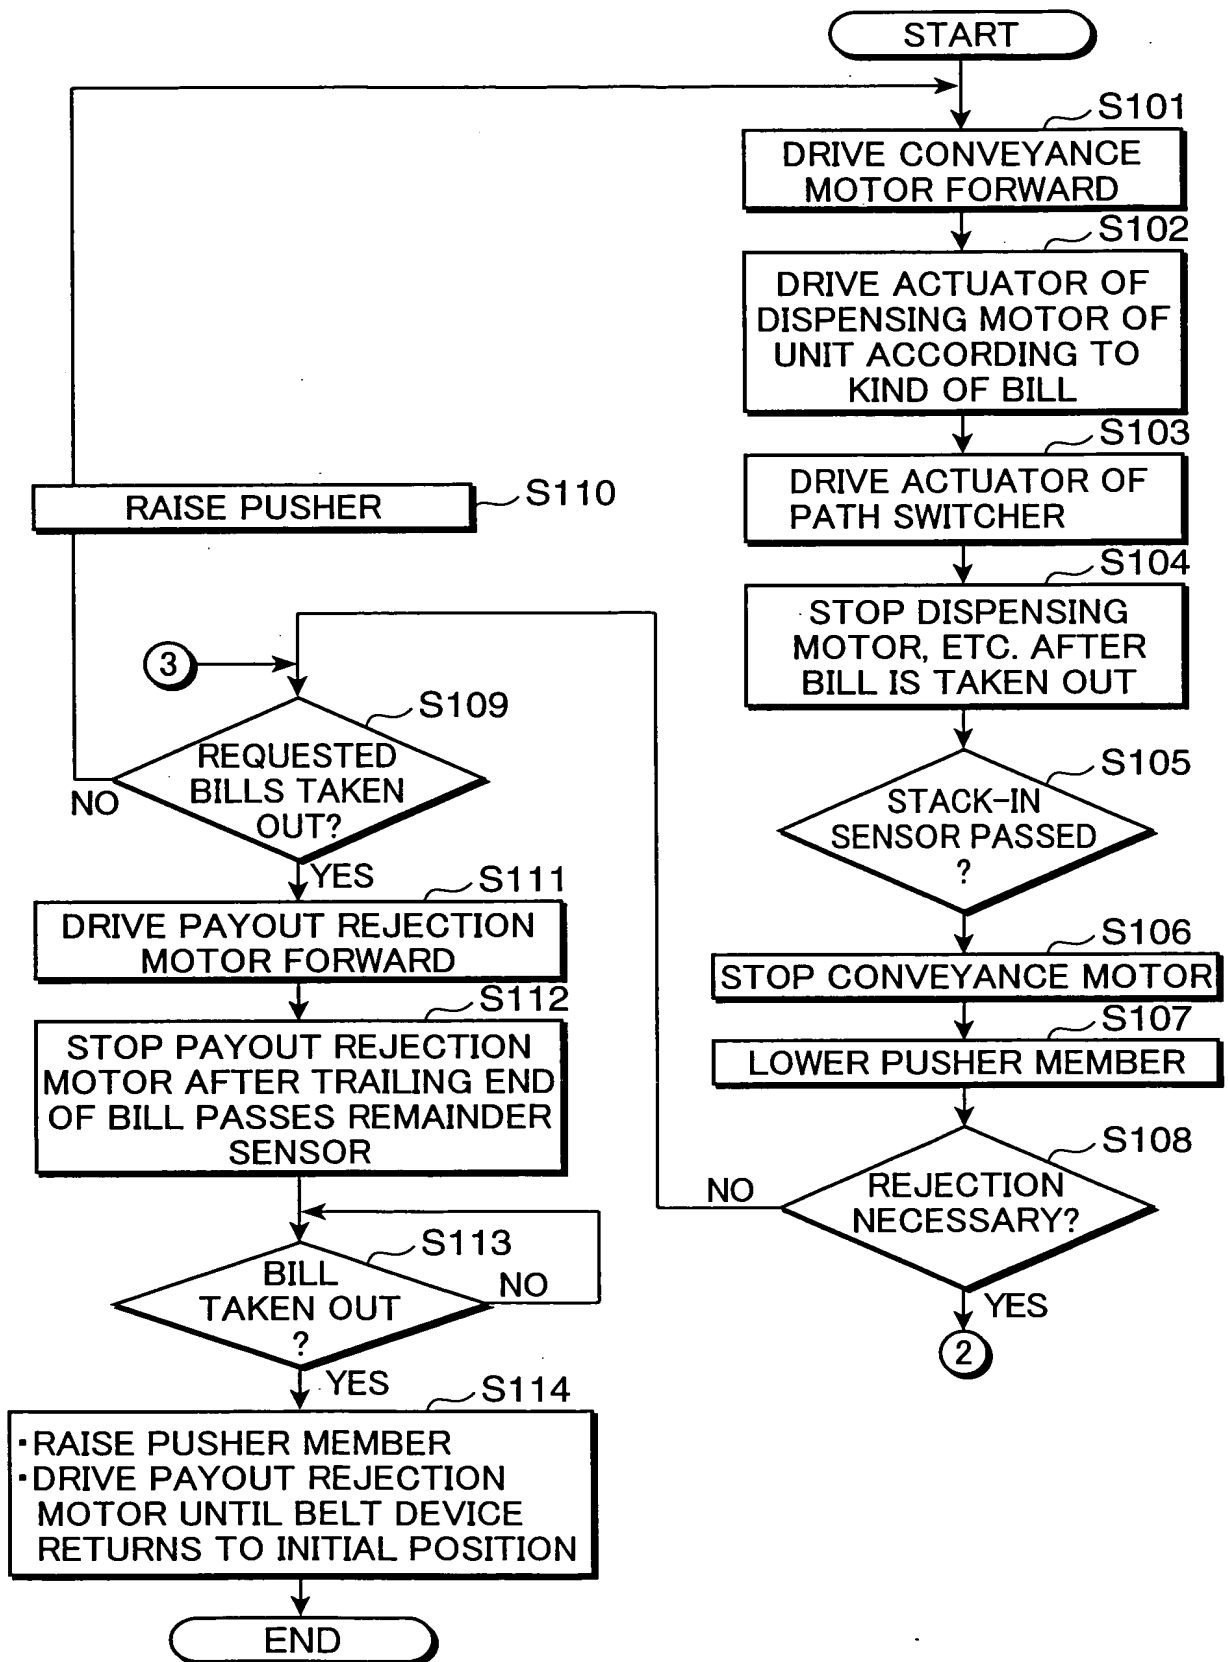 START
S101
DRIVE CONVEYANCE
MOTOR FORWARD
S102
DRIVE ACTUATOR OF
DISPENSING MOTOR OF
UNIT ACCORDING TO
KIND OF BILL
S103
DRIVE ACTUATOR OF
PATH SWITCHER
S104
STOP DISPENSING
MOTOR, ETC. AFTER
BILL IS TAKEN OUT
S105
STACK-IN
SENSOR PASSED
?
S106
STOP CONVEYANCE MOTOR
S107
LOWER PUSHER MEMBER
S108
REJECTION
NECESSARY?
NO
YES
2
RAISE PUSHER
S110
3
S109
REQUESTED
BILLS TAKEN
OUT?
NO
YES
S111
DRIVE PAYOUT REJECTION
MOTOR FORWARD
S112
STOP PAYOUT REJECTION
MOTOR AFTER TRAILING END
OF BILL PASSES REMAINDER
SENSOR
S113
BILL
TAKEN OUT
?
NO
YES
S114
・RAISE PUSHER MEMBER
・DRIVE PAYOUT REJECTION
MOTOR UNTIL BELT DEVICE
RETURNS TO INITIAL POSITION
END